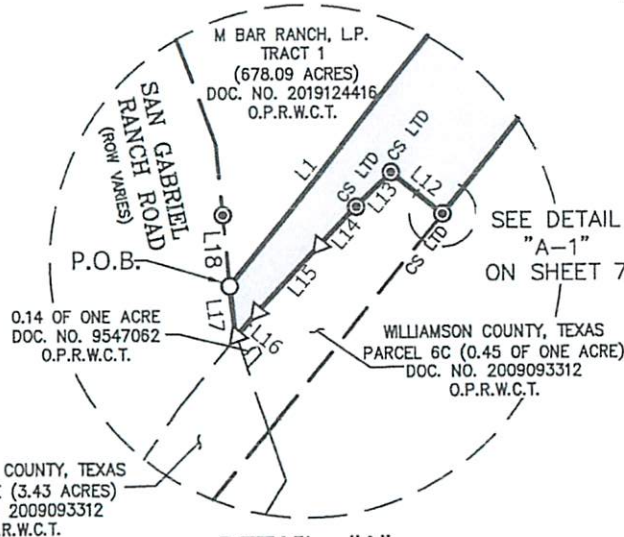 M BAR RANCH, L.P.
TRACT 1
(678.09 ACRES)
DOC. NO. 2019124416
O.P.R.W.C.T.
SAN GABRIEL
RANCH ROAD
(ROW VARIES)
L1
CS LTD
CS LTD
L12
L13
L14
CS LTD
SEE DETAIL
"A-1"
ON SHEET 7
L18
P.O.B.
L15
L17
L16
0.14 OF ONE ACRE
DOC. NO. 9547062
O.P.R.W.C.T.
WILLIAMSON COUNTY, TEXAS
PARCEL 6C (0.45 OF ONE ACRE)
DOC. NO. 2009093312
O.P.R.W.C.T.
COUNTY, TEXAS
(3.43 ACRES)
2009093312
.R.W.C.T.